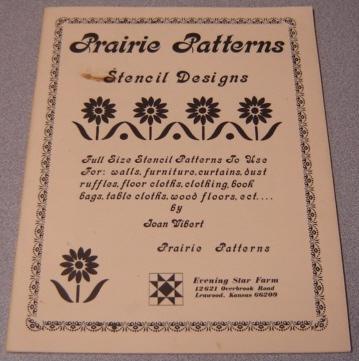 Prairie Patterns
Stencil Designs
Full Size Stencil Patterns To Use
For: walls, furniture, curtains, dust
ruffles, floor cloths, clothing, book
bags, table cloths, wood floors, ect....
by
Joan Vibert
Prairie Patterns
Evening Star Farm
12621 Overbrook Road
Leawood, Kansas 66209